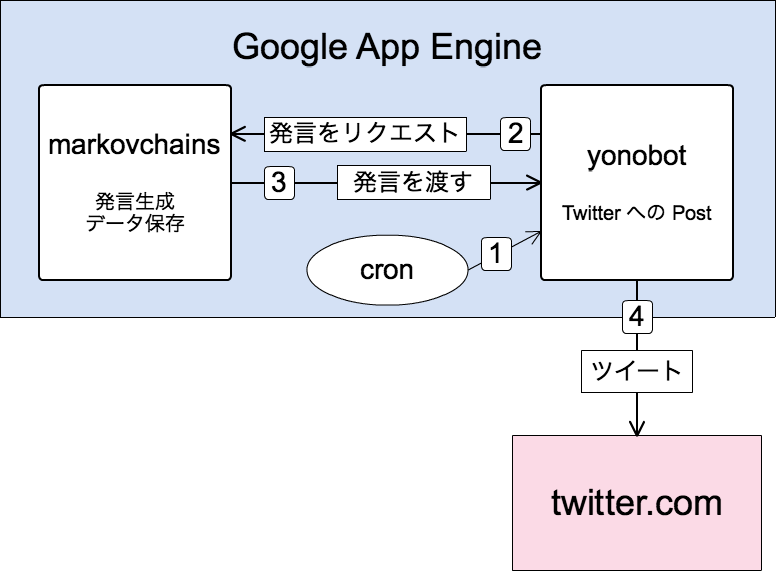 Google App Engine
markovchains
発言生成
データ保存
発言をリクエスト
2
3
発言を渡す
yonobot
Twitter への Post
cron
1
4
ツイート
twitter.com